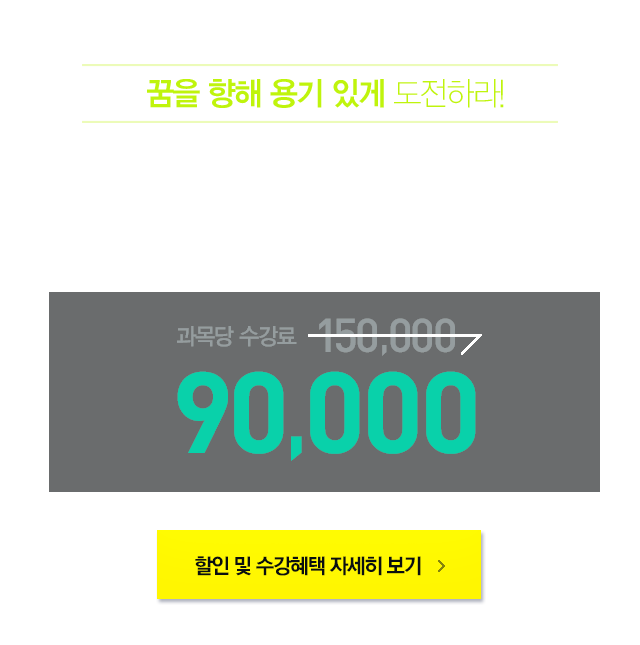 꿈을 향해 용기 있게 도전하라!
과목당 수강료 150,000
90,000
할인 및 수강혜택 자세히 보기 >